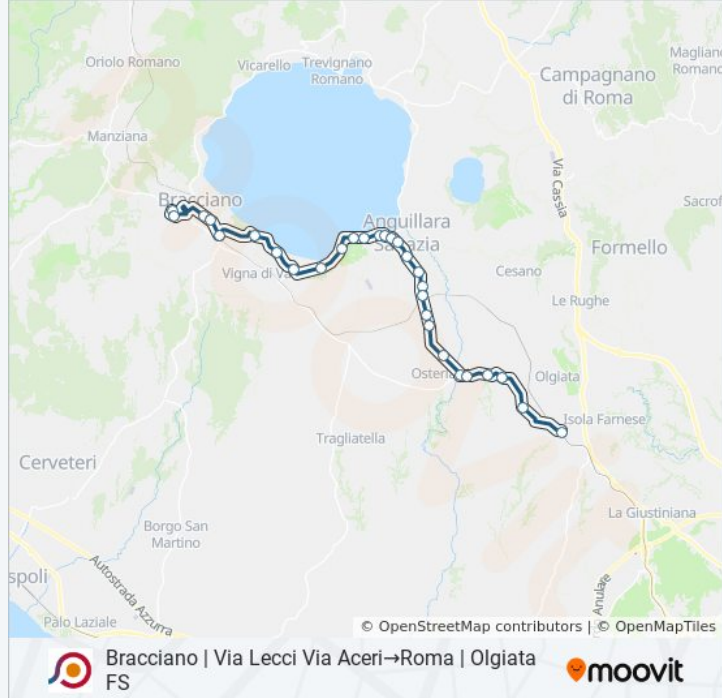 Oriolo Romano
Vicarello
Trevignano
Romano
Magliano
Romano
Campagnano
di Roma
Manziana
Via Cassia
Bracciano
Sacrof
Anguillara
Sabazia
Formello
Vigna di Va
Cesano
Le Rughe
Osteria
Olgiata
Isola Farnese
Tragliatella
Cerveteri
La Giustiniana
Borgo San
Martino
spoli
Autostrada Azzurra
Anulare
Palo Laziale
© OpenStreetMap contributors | © OpenMapTiles
Bracciano | Via Lecci Via Aceri→Roma | Olgiata
FS
moovit